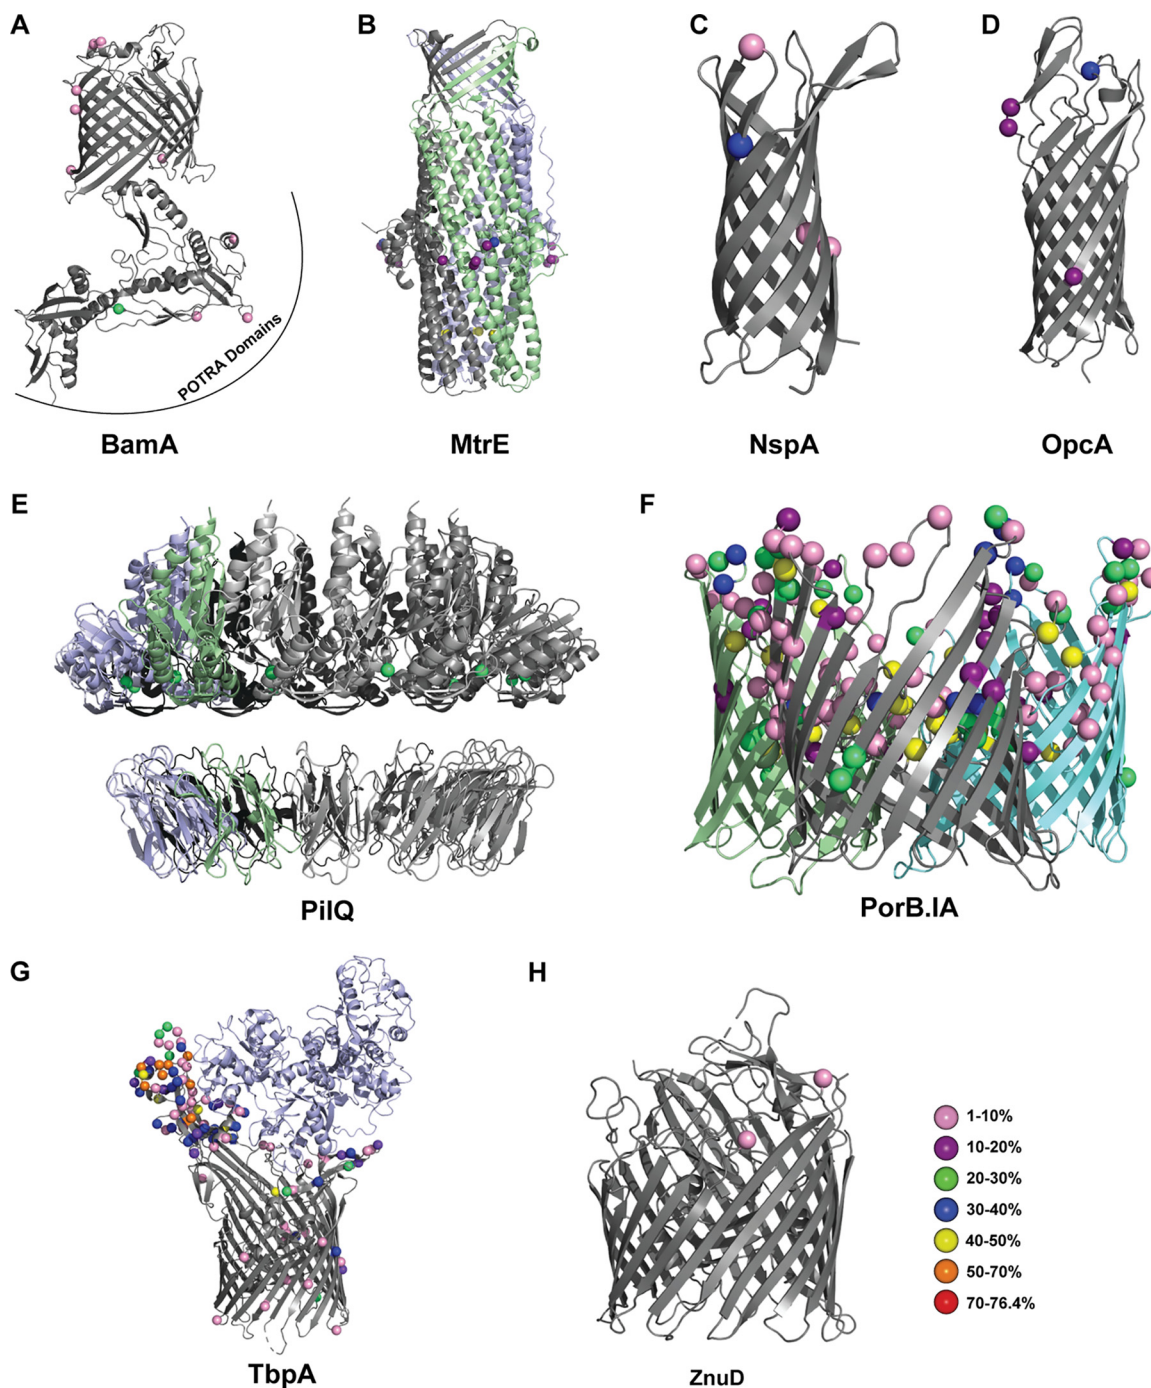 A
B
C
D
POTRA Domains
BamA
MtrE
NspA
OpcA
E
F
PilQ
PorB.IA
G
H
1-10%
10-20%
20-30%
30-40%
40-50%
50-70%
70-76.4%
TbpA
ZnuD